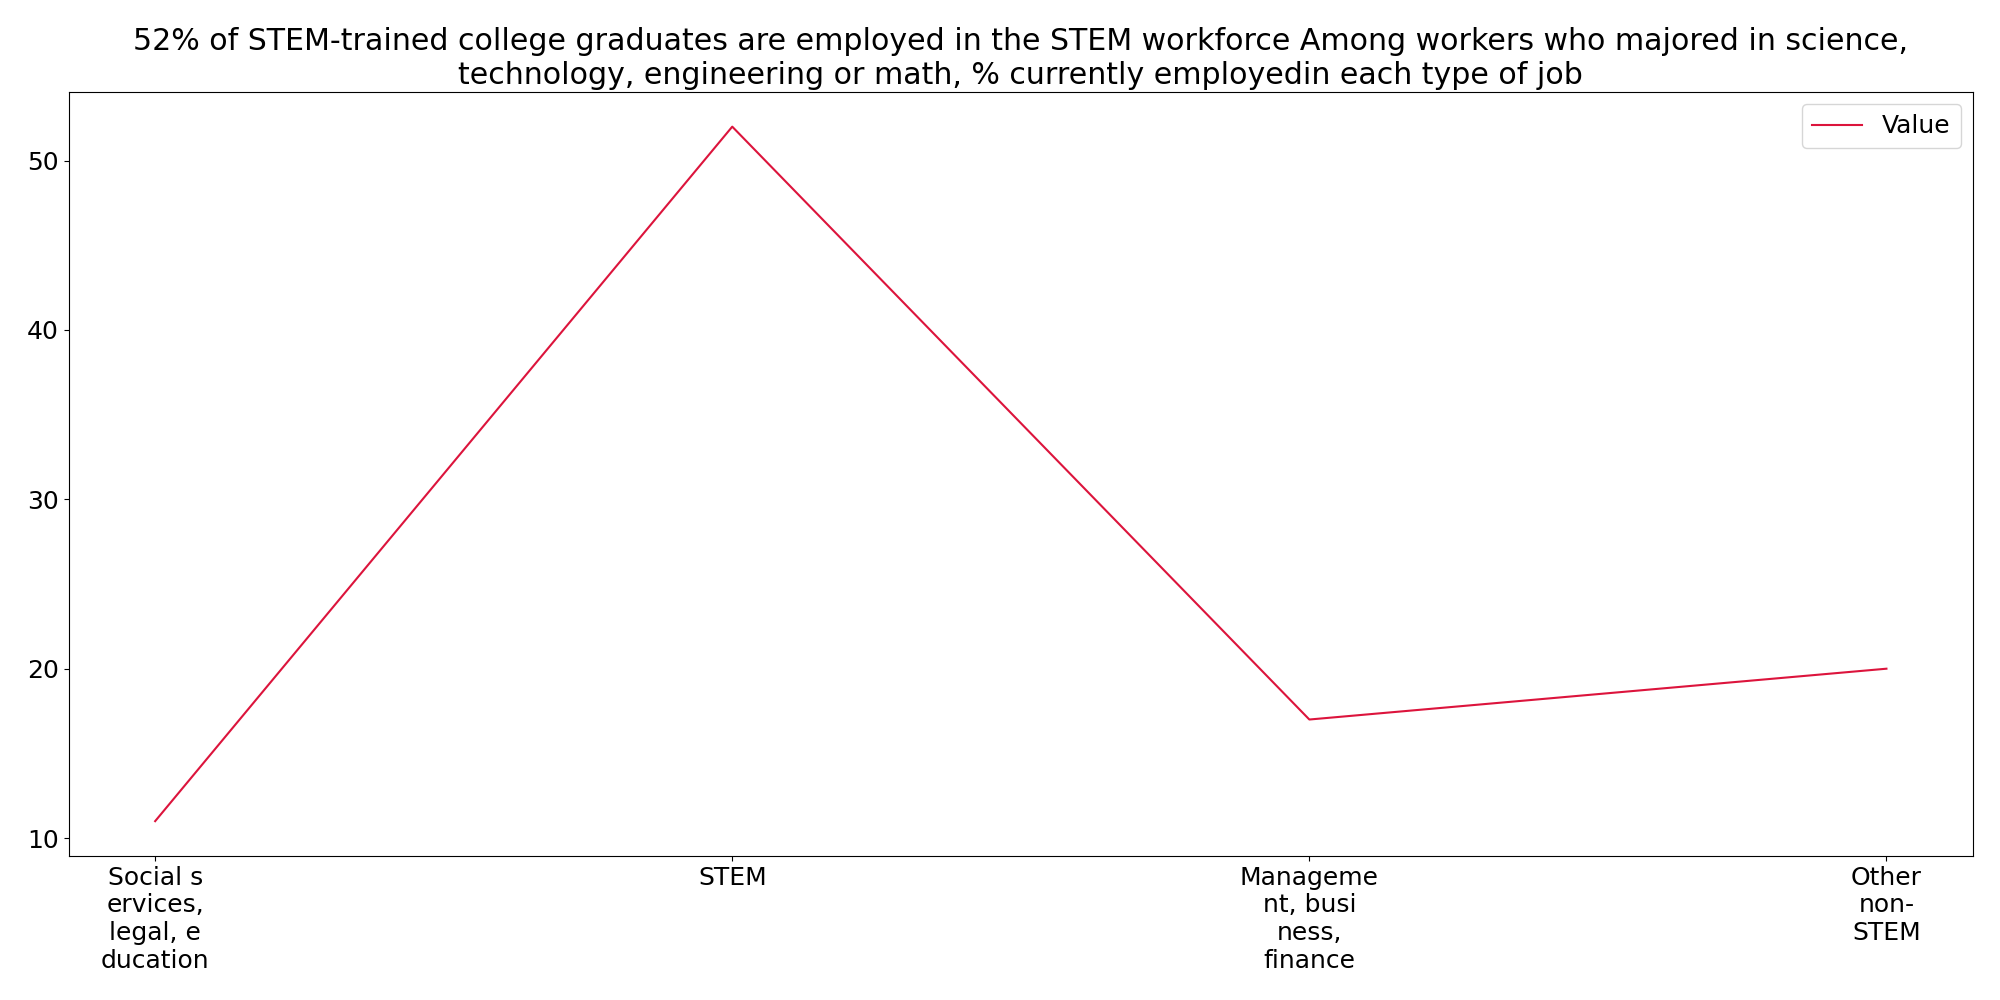 52% of STEM-trained college graduates are employed in the STEM workforce Among workers who majored in science,
technology, engineering or math, % currently employedin each type of job
Value
50
40
30
20
10
Social s
ervices,
legal, e
ducation
STEM
Manageme
nt, busi
ness,
finance
Other
non-
STEM